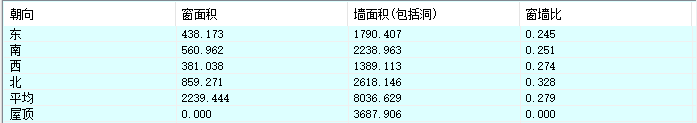 朝向 窗面积 墙面积(包括洞) 窗墙比
东 438.173 1790.407 0.245
南 560.962 2238.963 0.251
西 381.038 1389.113 0.274
北 859.271 2618.146 0.328
平均 2239.444 8036.629 0.279
屋顶 0.000 3687.906 0.000